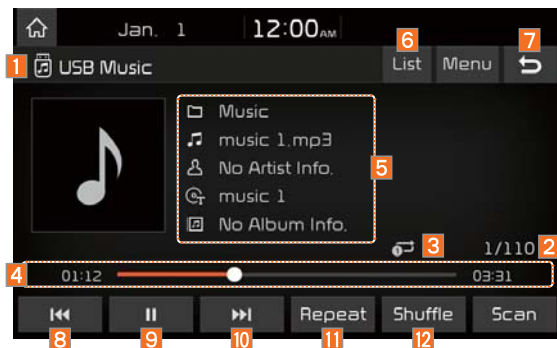 Jan. 1 12:00 AM
6 7
1 USB Music List Menu
Music
music 1.mp3
No Artist Info.
5
music 1
No Album Info.
3 1/110 2
4 01:12 03:31
Repeat Shuffle Scan
8 9 10 11 12